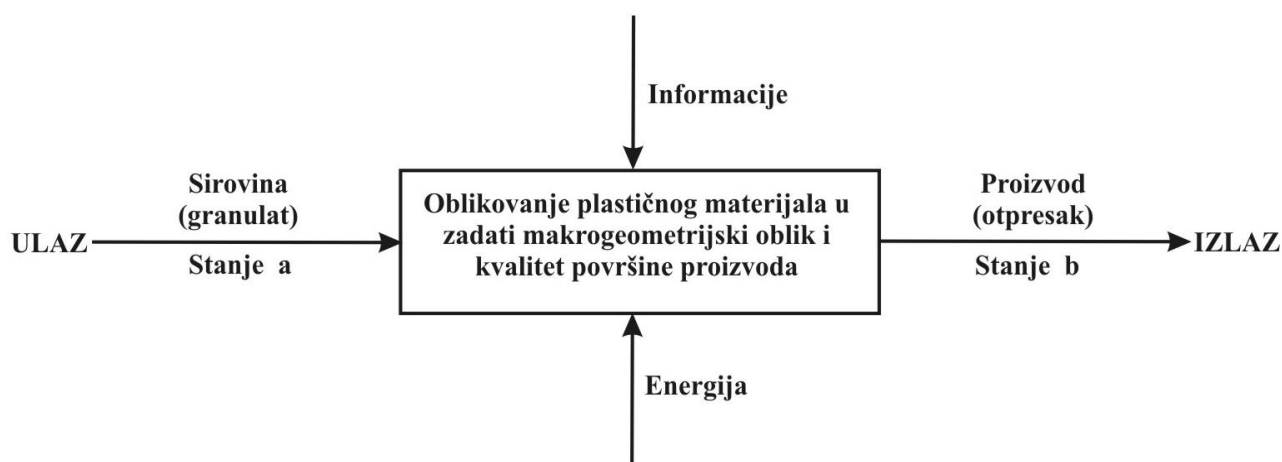 Informacije
Sirovina
(granulat)
ULAZ
Stanje a
Oblikovanje plastičnog materijala u
zadati makrogeometrijski oblik i
kvalitet površine proizvoda
Proizvod
(otpresak)
IZLAZ
Stanje b
Energija